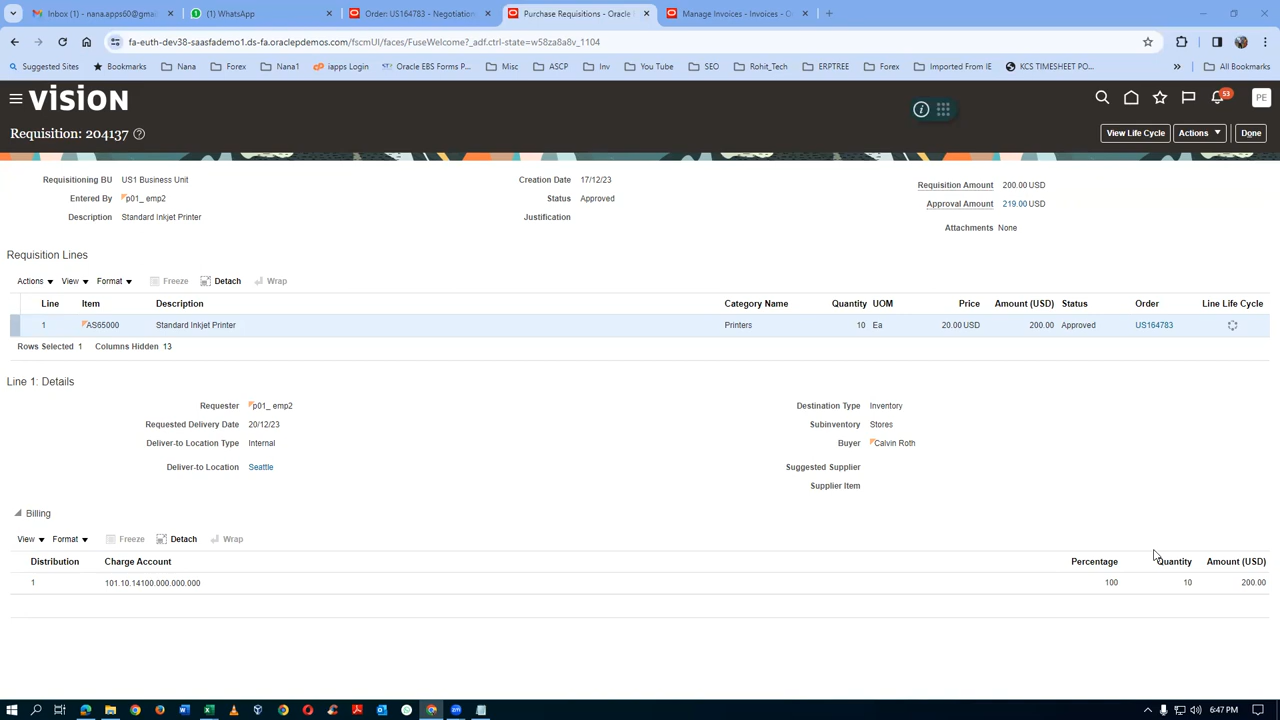 (1) nana.apps60@gmai
(1) WhatsApp
Order: US164783 - Negotiation
Purchase Requisitions - Oracle
Manage Invoices - Invoices - O
fa-euth-dev38-saasfademo1.ds-fa.oraclepdemos.com/fscmUI/faces/FuseWelcome?_adf.ctrl-state=w58za8a8v_1104
Suggested Sites Bookmarks Nana Forex Nana1 iapps Login Oracle EBS Forms P... Misc ASCP Inv You Tube SEO Rohit_Tech ERPTREE Forex Imported From IE KCS TIMESHEET PO... » All Bookmarks
VISION
53
PE
Requisition: 204137
View Life Cycle Actions Done
Requisitioning BU US1 Business Unit
Creation Date 17/12/23
Requisition Amount 200.00 USD
Entered By p01_ emp2
Status Approved
Approval Amount 219.00 USD
Description Standard Inkjet Printer
Justification
Attachments None
Requisition Lines
Actions View Format Freeze Detach Wrap
Line Item Description Category Name Quantity UOM Price Amount (USD) Status Order Line Life Cycle
1 AS65000 Standard Inkjet Printer Printers 10 Ea 20.00 USD 200.00 Approved US164783
Rows Selected 1 Columns Hidden 13
Line 1: Details
Requester p01_ emp2
Destination Type Inventory
Requested Delivery Date 20/12/23
Subinventory Stores
Deliver-to Location Type Internal
Buyer Calvin Roth
Deliver-to Location Seattle
Suggested Supplier
Supplier Item
Billing
View Format Freeze Detach Wrap
Distribution Charge Account Percentage Quantity Amount (USD)
1 101.10.14100.000.000.000 100 10 200.00
6:47 PM